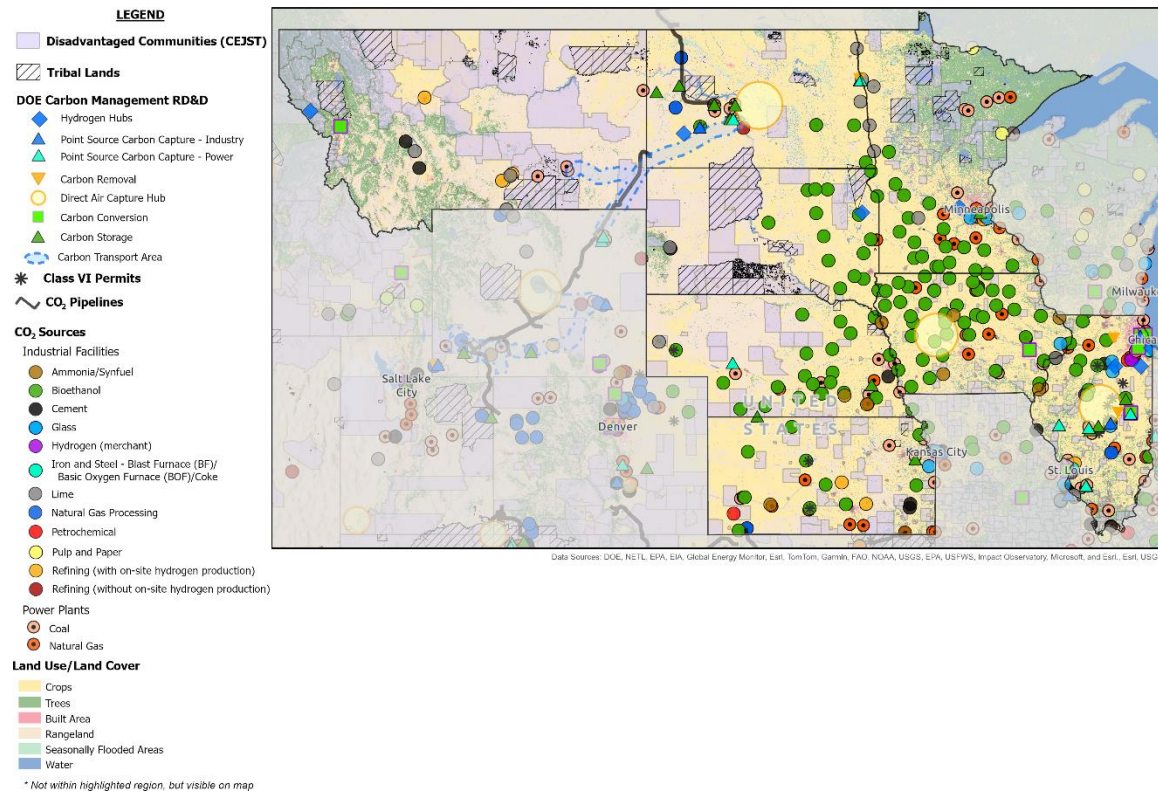 LEGEND
Disadvantaged Communities (CEJST)
Tribal Lands
DOE Carbon Management RD&D
Hydrogen Hubs
Point Source Carbon Capture - Industry
Point Source Carbon Capture - Power
Carbon Removal
Direct Air Capture Hub
Carbon Conversion
Carbon Storage
Carbon Transport Area
Class VI Permits
CO₂ Pipelines
CO₂ Sources
Industrial Facilities
Ammonia/Synfuel
Bioethanol
Cement
Glass
Hydrogen (merchant)
Iron and Steel - Blast Furnace (BF)/
Basic Oxygen Furnace (BOF)/Coke
Lime
Natural Gas Processing
Petrochemical
Pulp and Paper
Refining (with on-site hydrogen production)
Refining (without on-site hydrogen production)
Power Plants
Coal
Natural Gas
Land Use/Land Cover
Crops
Trees
Built Area
Rangeland
Seasonally Flooded Areas
Water
* Not within highlighted region, but visible on map
Minneapolis
Milwauk
Chica
Salt Lake
City
Denver
UNITED
STATES
Kansas City
St. Louis
Data Sources: DOE, NETL, EPA, EIA, Global Energy Monitor, Esri, TomTom, Garmin, FAO, NOAA, USGS, EPA, USFWS, Impact Observatory, Microsoft, and Esri., Esri, USG